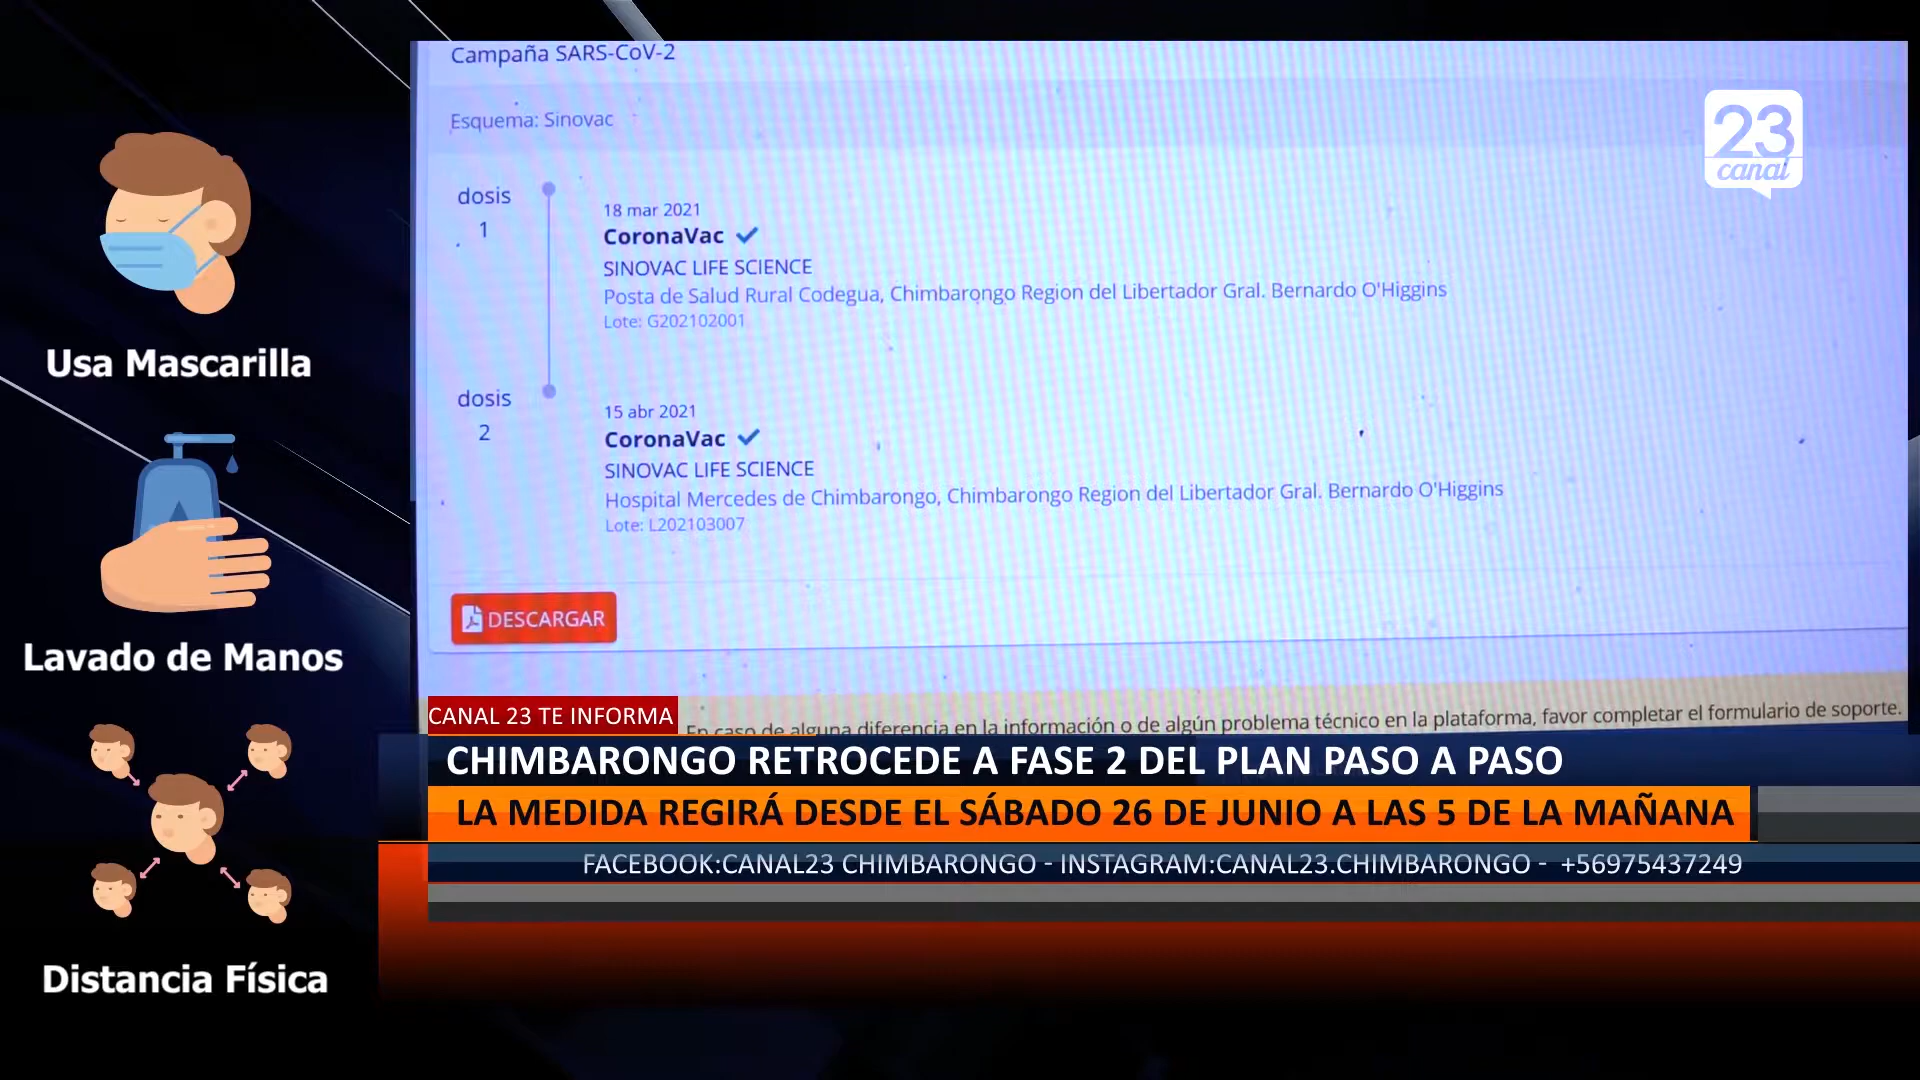 Campaña SARS-CoV-2
Esquema: Sinovac
23
canal
dosis
1
18 mar 2021
CoronaVac
SINOVAC LIFE SCIENCE
Posta de Salud Rural Codegua, Chimbarongo Region del Libertador Gral. Bernardo O'Higgins
Lote: G202102001
dosis
2
15 abr 2021
CoronaVac
SINOVAC LIFE SCIENCE
Hospital Mercedes de Chimbarongo, Chimbarongo Region del Libertador Gral. Bernardo O'Higgins
Lote: L202103007
DESCARGAR
En caso de alguna diferencia en la información o de algún problema técnico en la plataforma, favor completar el formulario de soporte.
Usa Mascarilla
Lavado de Manos
Distancia Física
CANAL 23 TE INFORMA
CHIMBARONGO RETROCEDE A FASE 2 DEL PLAN PASO A PASO
LA MEDIDA REGIRÁ DESDE EL SÁBADO 26 DE JUNIO A LAS 5 DE LA MAÑANA
FACEBOOK:CANAL23 CHIMBARONGO - INSTAGRAM:CANAL23.CHIMBARONGO - +56975437249